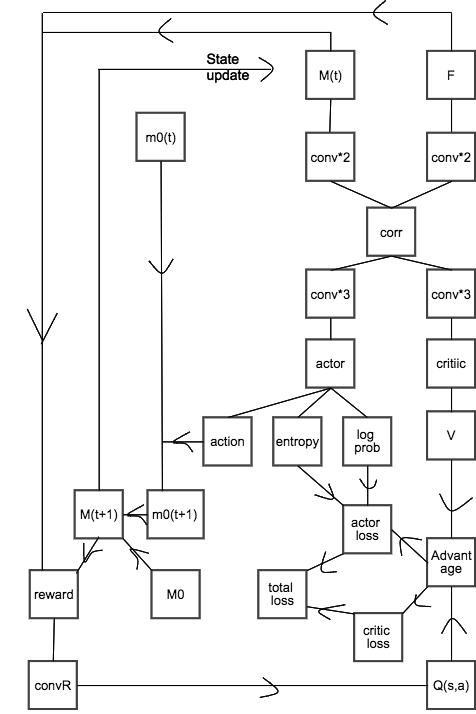 State
update
M(t)
F
m0(t)
conv*2
conv*2
corr
conv*3
conv*3
actor
critiic
action
entropy
log
prob
V
M(t+1)
m0(t+1)
actor
loss
Advant
age
reward
M0
total
loss
critic
loss
convR
Q(s,a)